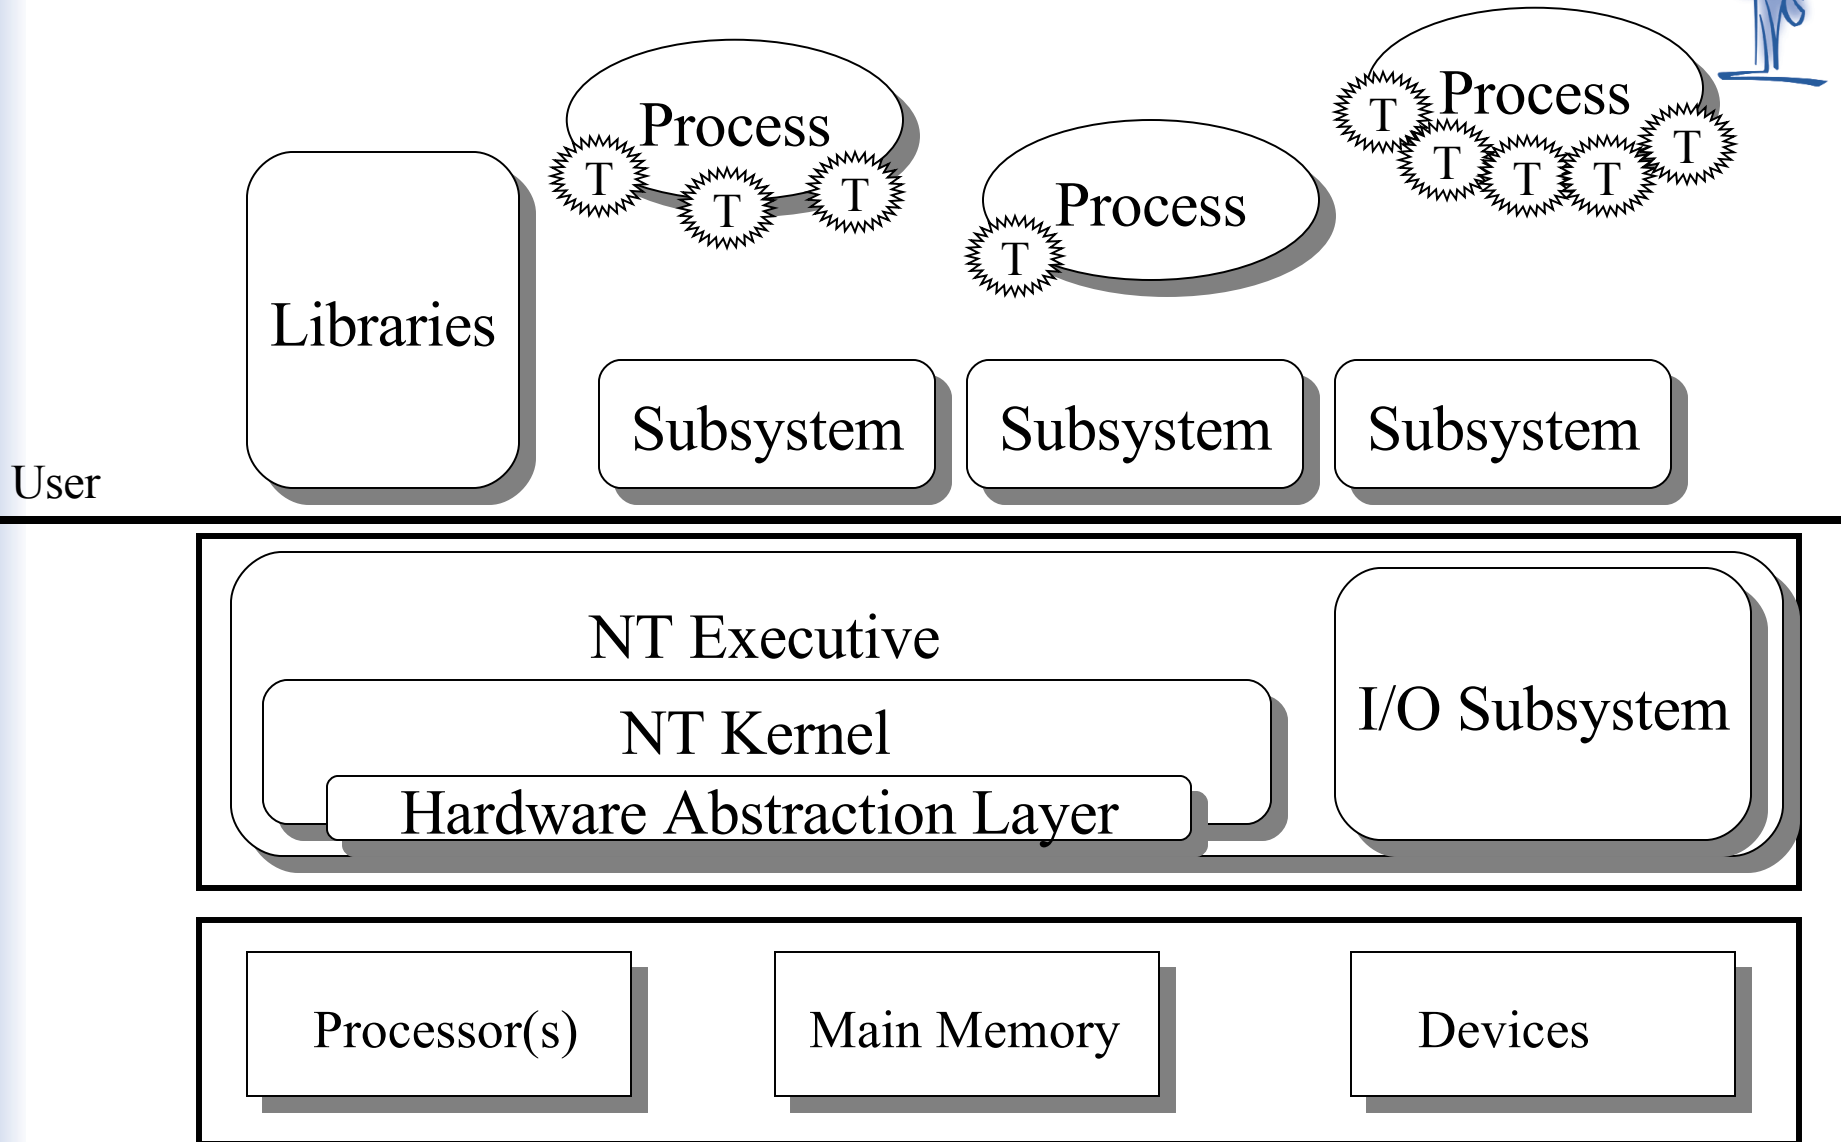 Process
T
T
T
Process
T
Process
T
T
T
T
T
Libraries
Subsystem
Subsystem
Subsystem
User
NT Executive
NT Kernel
Hardware Abstraction Layer
I/O Subsystem
Processor(s)
Main Memory
Devices